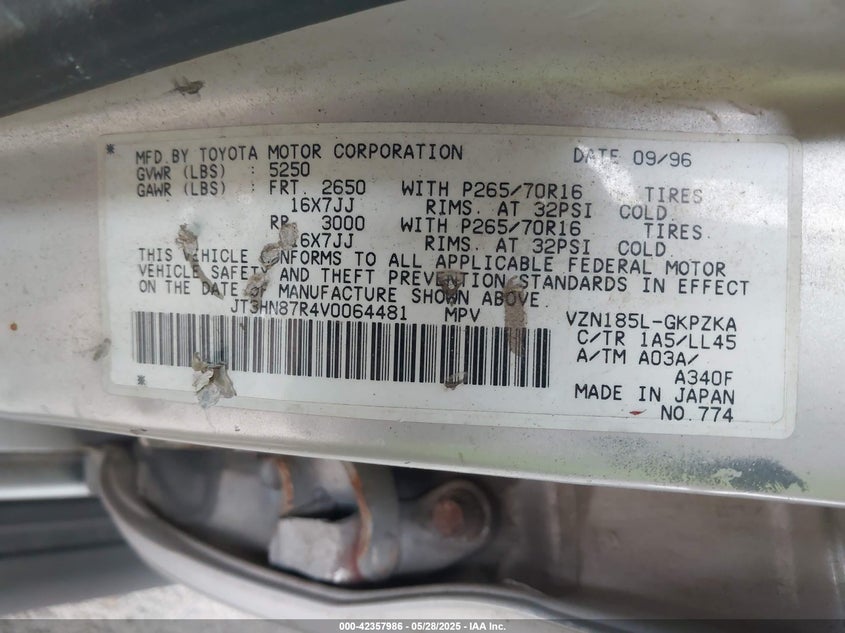 * MFD.BY TOYOTA MOTOR CORPORATION DATE 09/96
GVWR (LBS) : 5250
GAWR (LBS) : FRT. 2650 WITH P265/70R16 TIRES
16X7JJ RIMS. AT 32PSI COLD
RR. 3000 WITH P265/70R16 TIRES
16X7JJ RIMS. AT 32PSI COLD
THIS VEHICLE CONFORMS TO ALL APPLICABLE FEDERAL MOTOR
VEHICLE SAFETY AND THEFT PREVENTION STANDARDS IN EFFECT
ON THE DATE OF MANUFACTURE SHOWN ABOVE
JT3HN87R4V0064481 MPV VZN185L-GKPZKA
C/TR 1A5/LL45
A/TM A03A/
A340F
* MADE IN JAPAN
NO.774
000-42357986 - 05/28/2025 - IAA Inc.